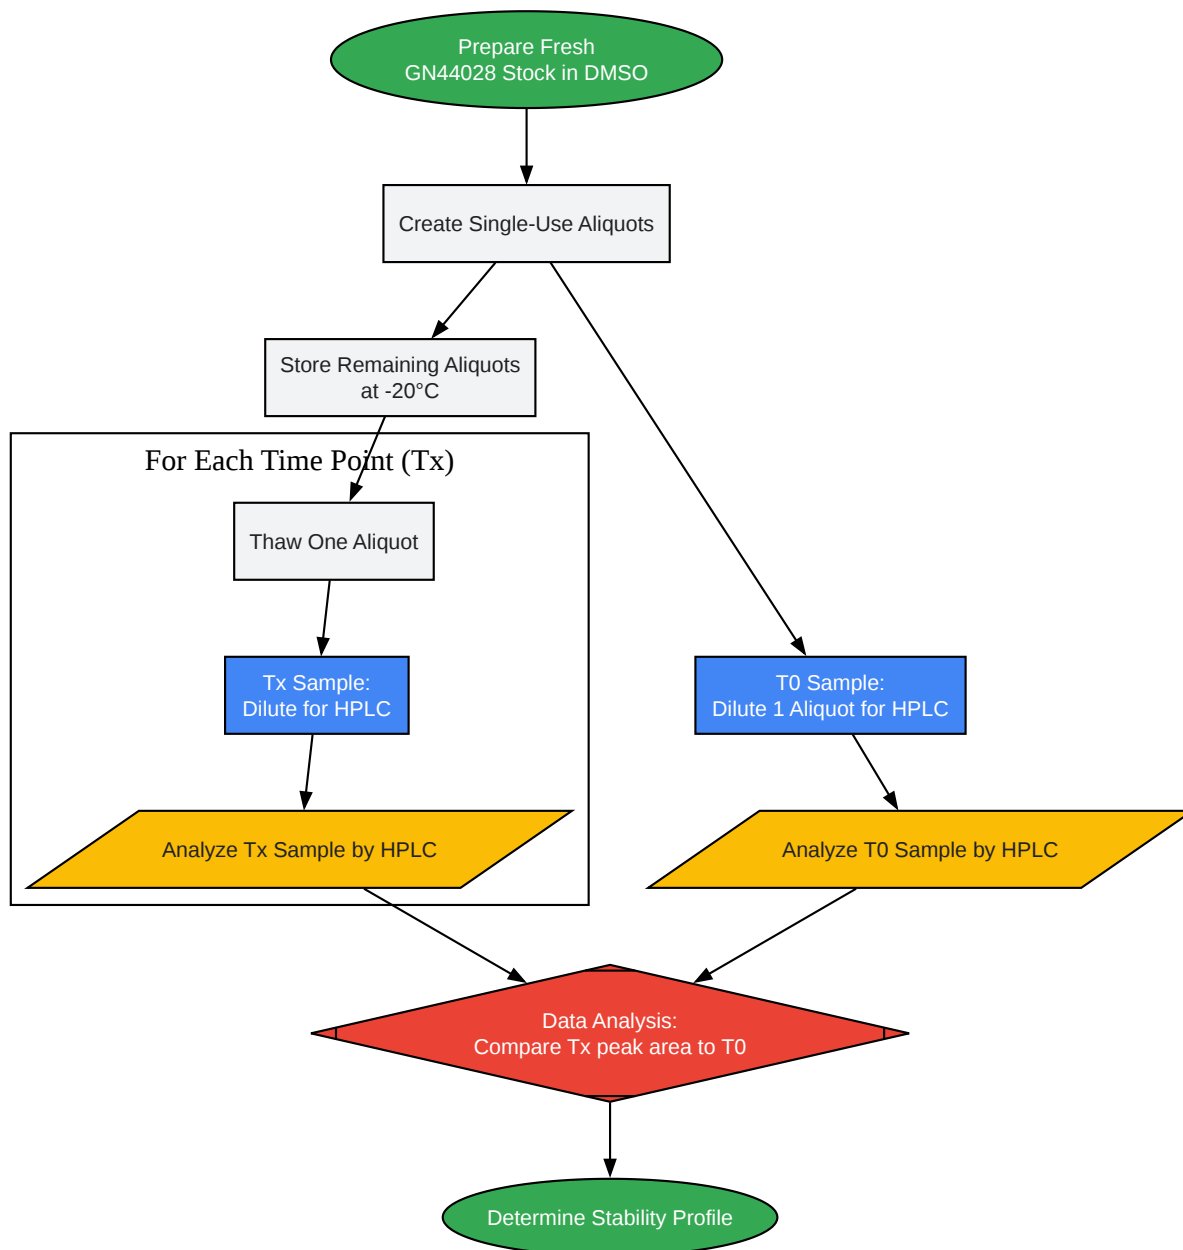 Prepare Fresh
GN44028 Stock in DMSO
Create Single-Use Aliquots
Store Remaining Aliquots
at -20°C
For Each Time Point (Tx)
Thaw One Aliquot
Tx Sample:
Dilute for HPLC
T0 Sample:
Dilute 1 Aliquot for HPLC
Analyze Tx Sample by HPLC
Analyze T0 Sample by HPLC
Data Analysis:
Compare Tx peak area to T0
Determine Stability Profile